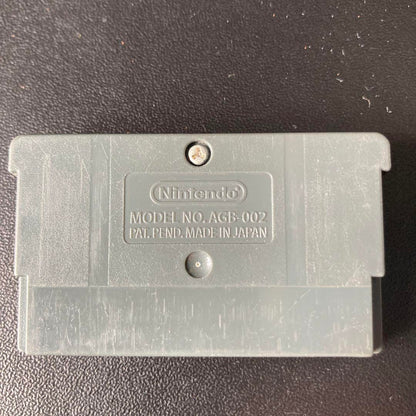 Nintendo
MODEL NO. AGB-002
PAT. PEND. MADE IN JAPAN